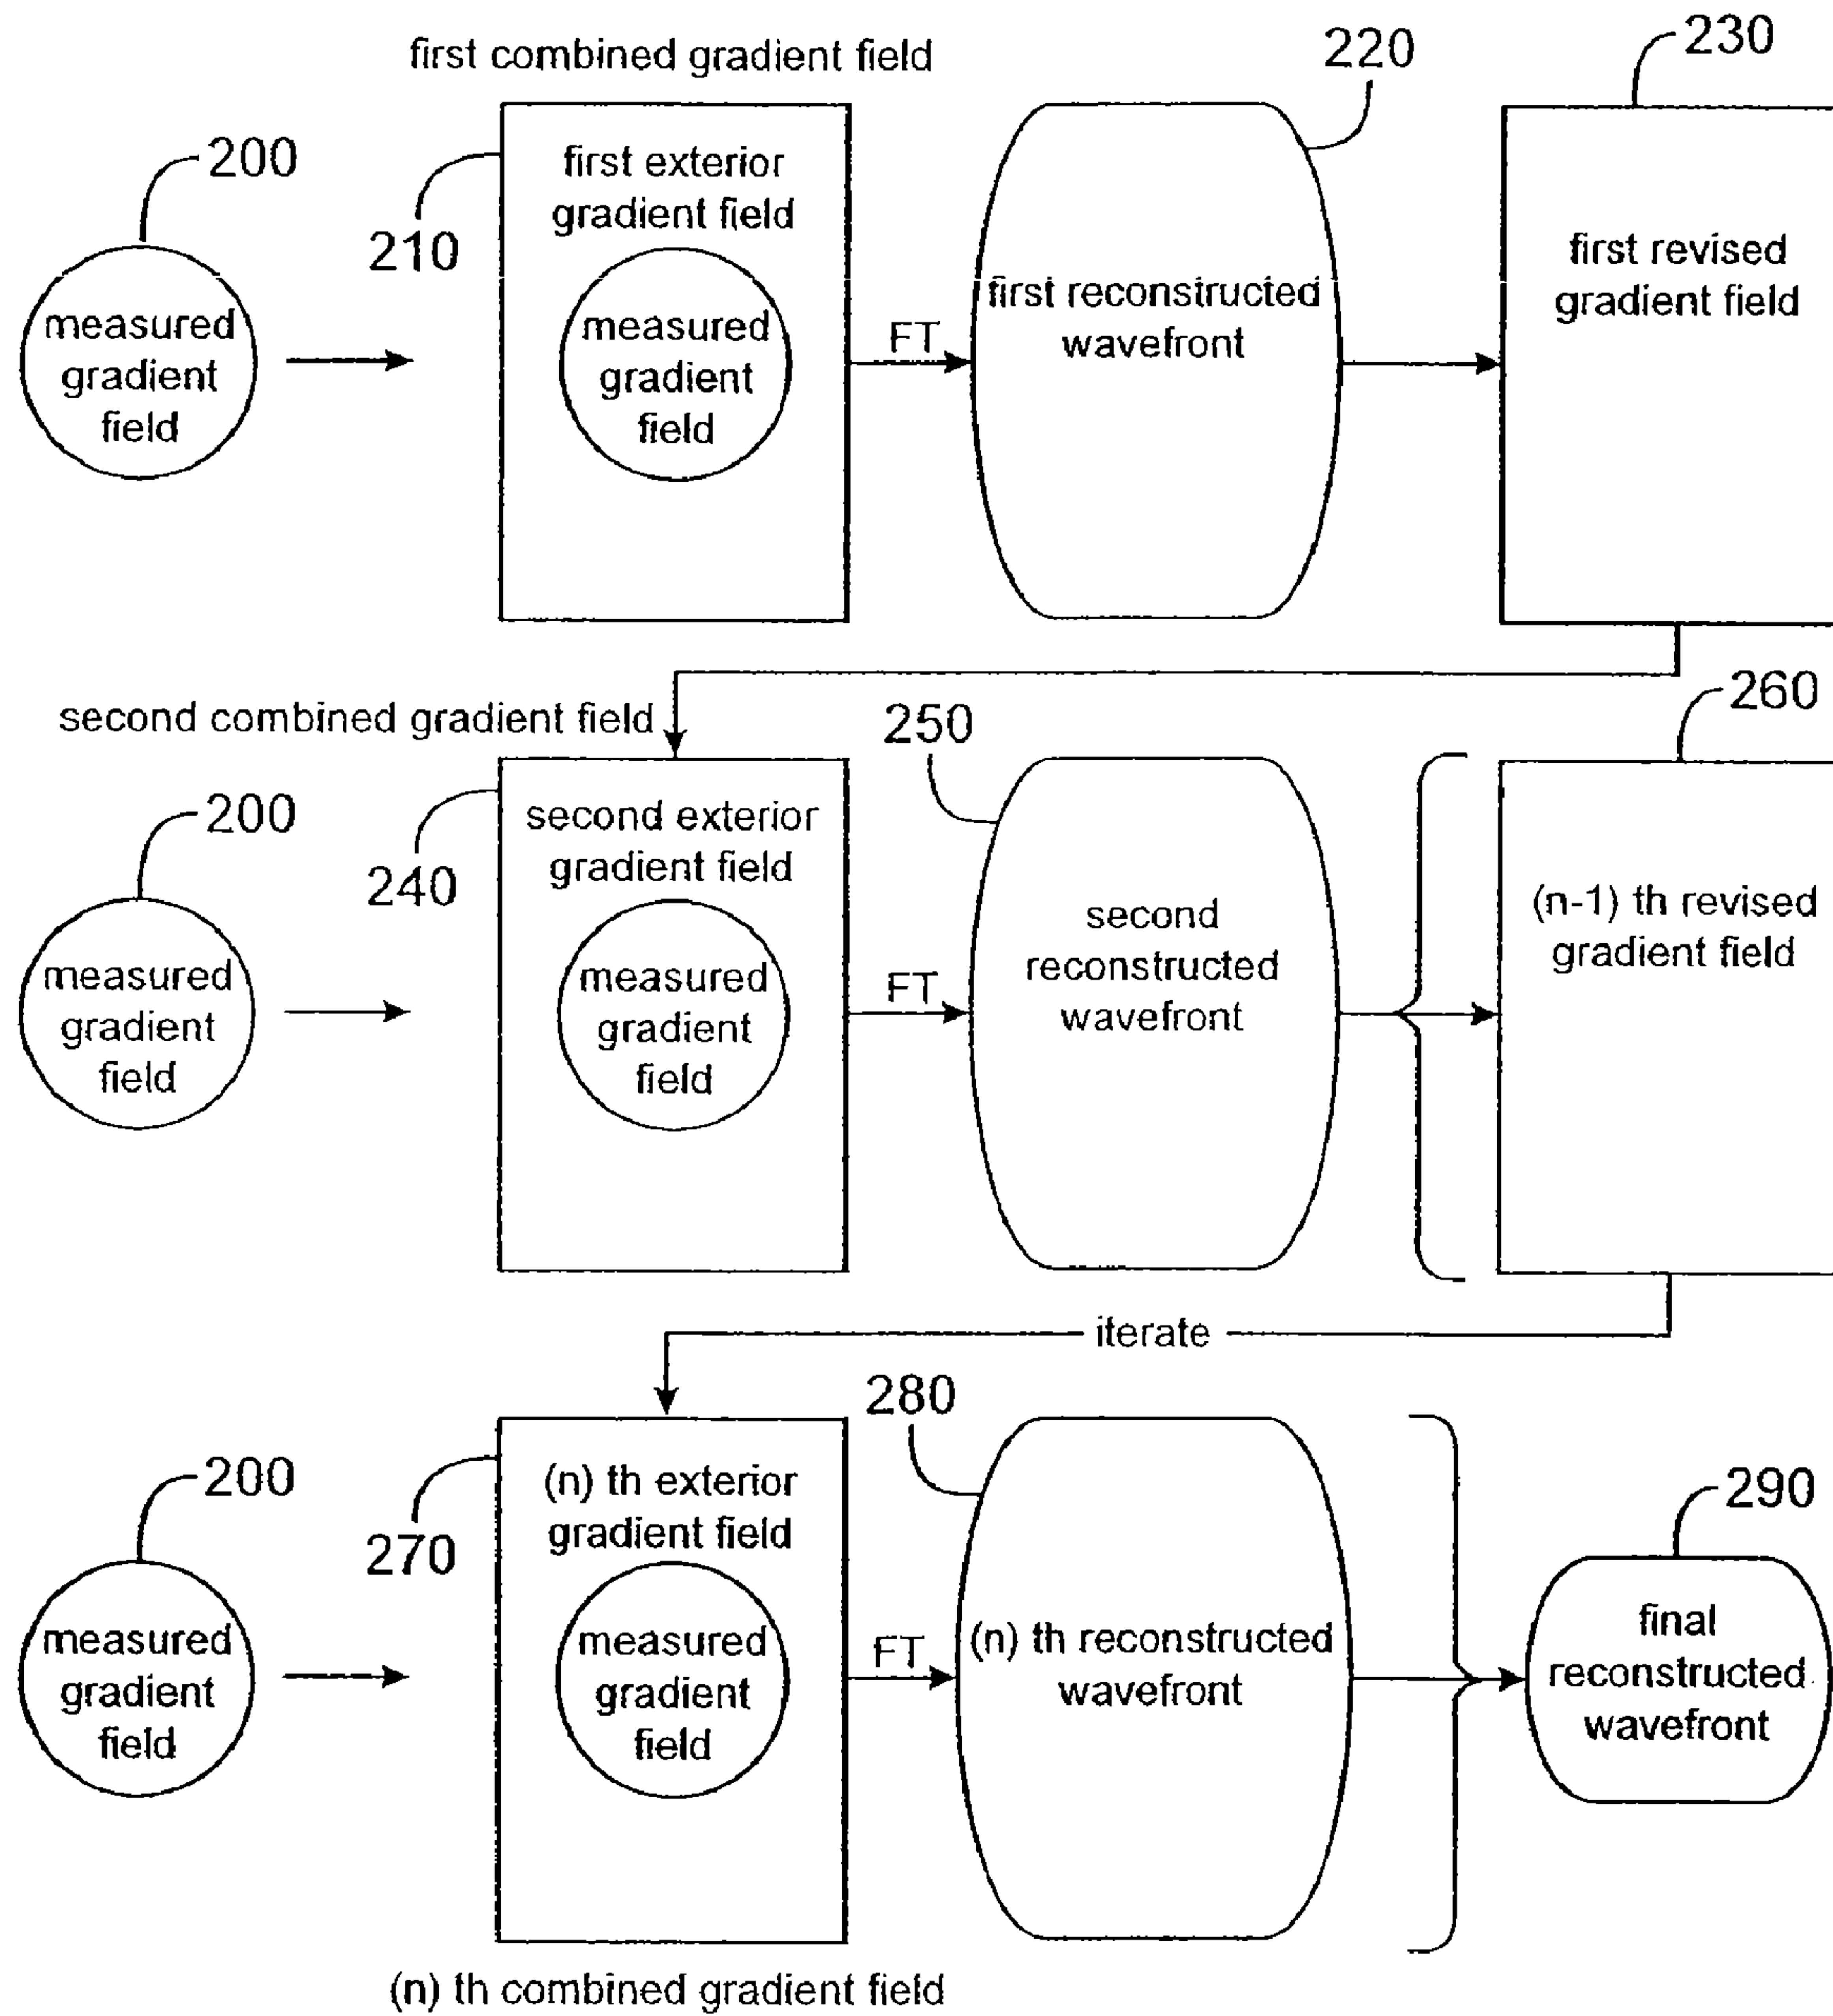 first combined gradient field
220
230
200
210
first exterior
gradient field
measured
gradient
field
measured
gradient
field
FT
first reconstructed
wavefront
first revised
gradient field
second combined gradient field
250
260
200
240
second exterior
gradient field
measured
gradient
field
measured
gradient
field
FT
second
reconstructed
wavefront
(n-1) th revised
gradient field
iterate
280
200
270
(n) th exterior
gradient field
290
measured
gradient
field
measured
gradient
field
FT
(n) th reconstructed
wavefront
final
reconstructed
wavefront
(n) th combined gradient field